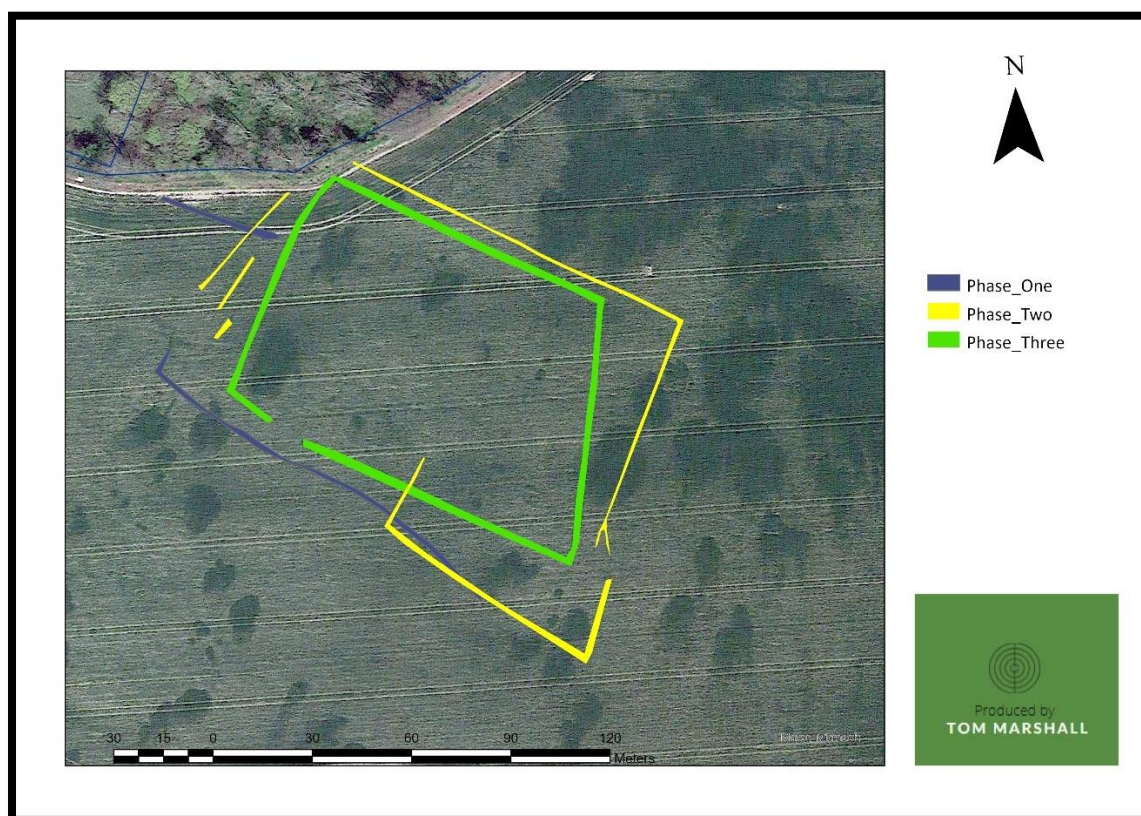 N
Phase_One
Phase_Two
Phase_Three
30 15 0 30 60 90 120
Meters
Produced by
TOM MARSHALL